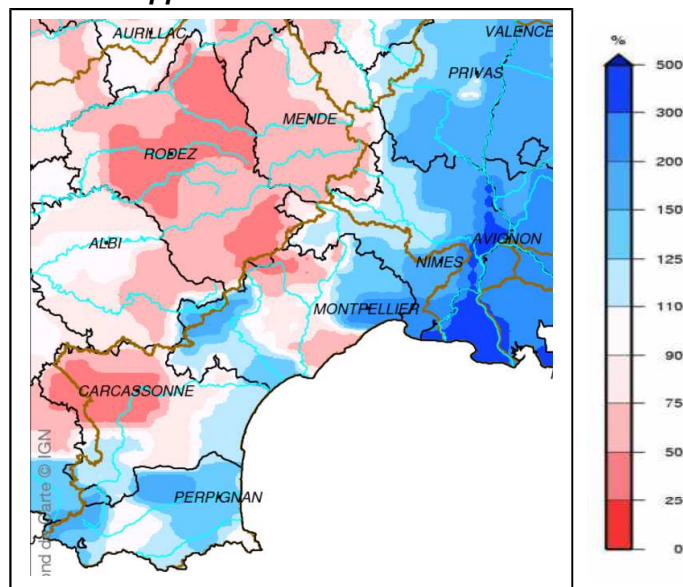 AURILLAC
VALENCE
PRIVAS
MENDE
RODEZ
ALBI
AVIGNON
NIMES
MONTPELLIER
CARCASSONNE
PERPIGNAN
© IGN
%
500
300
200
150
125
110
90
75
50
25
0